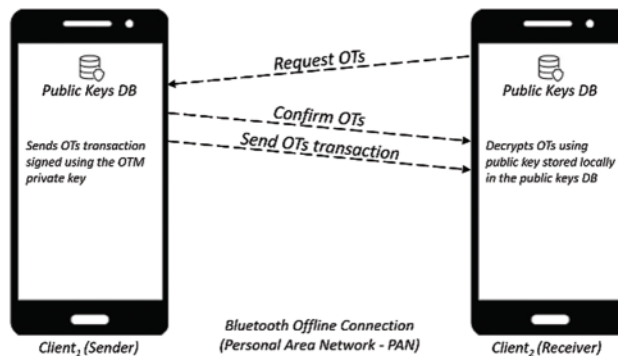 Request OTs
Public Keys DB
Public Keys DB
Confirm OTs
Sends OTs transaction
signed using the OTM
private key
Send OTs transaction
Decrypts OTs using
public key stored locally
in the public keys DB
Bluetooth Offline Connection
(Personal Area Network - PAN)
Client₁ (Sender)
Client₂ (Receiver)